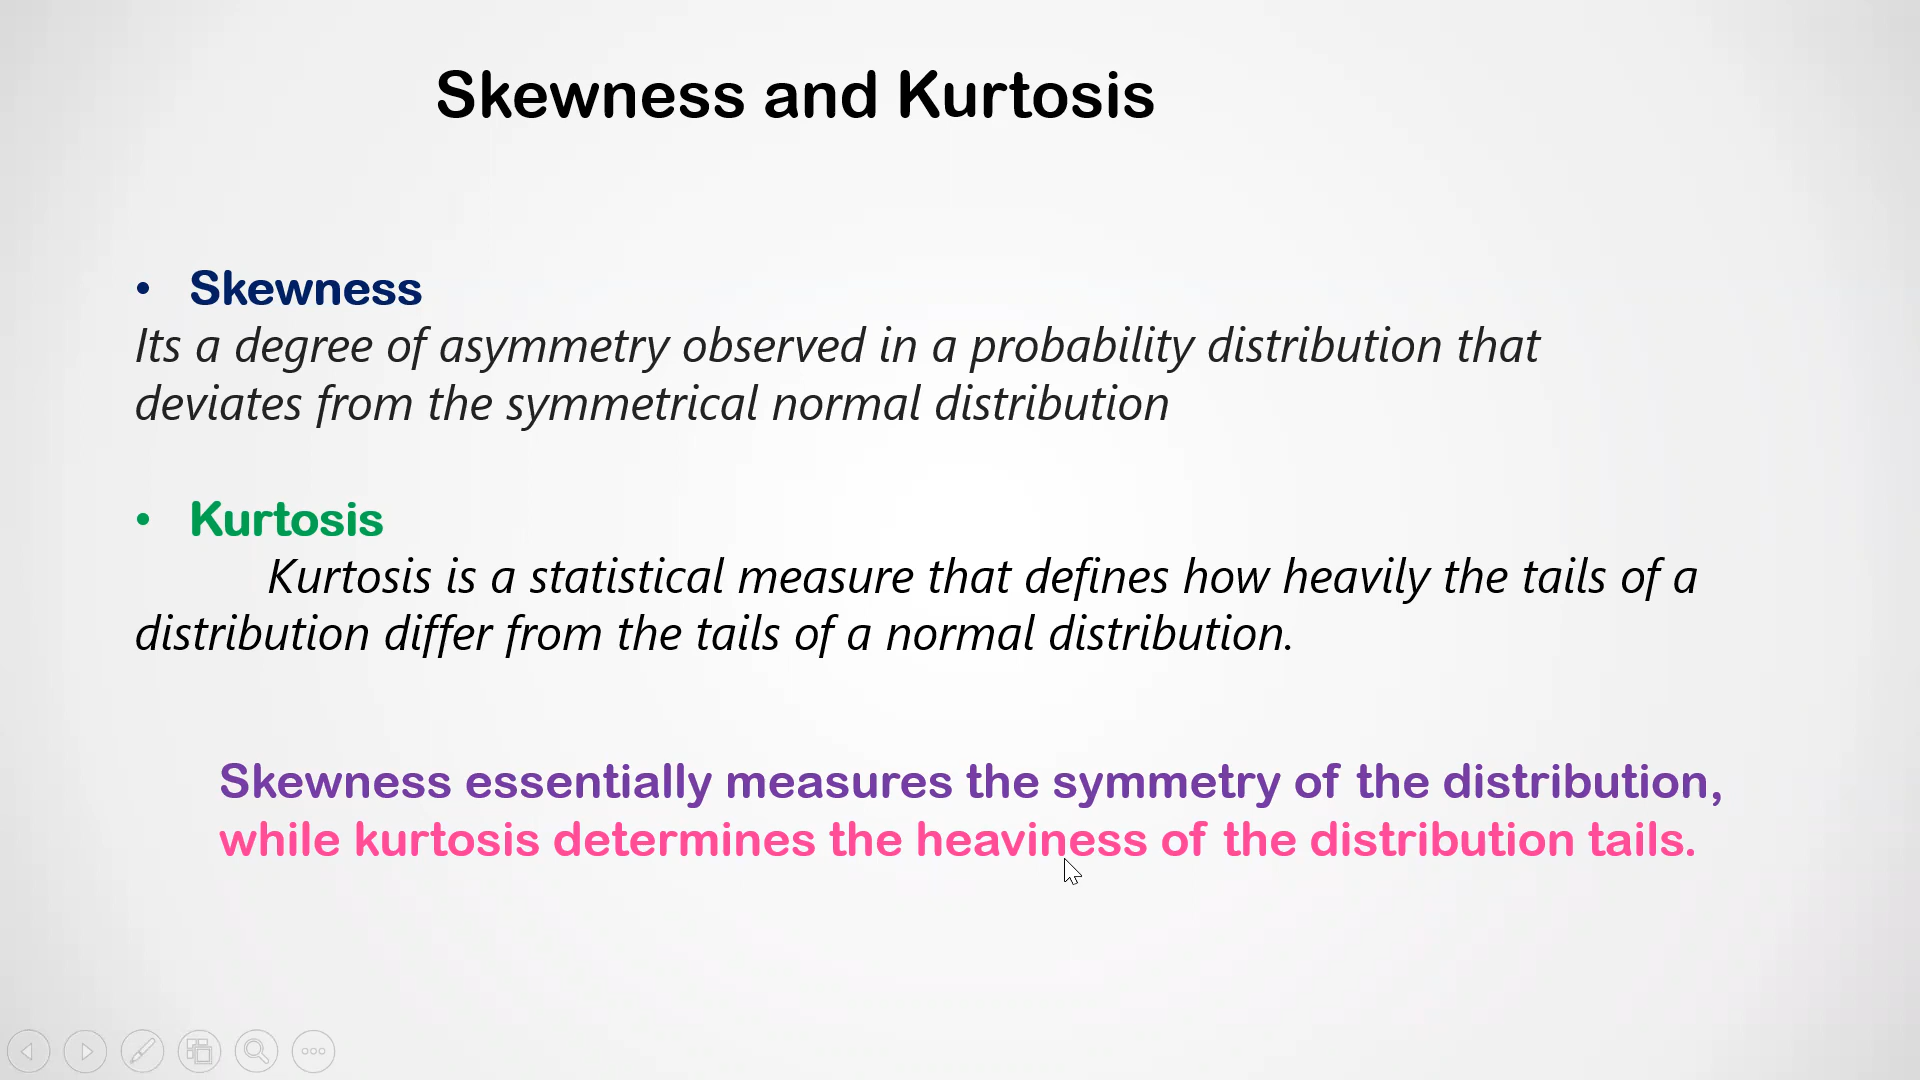 Skewness and Kurtosis
• Skewness
Its a degree of asymmetry observed in a probability distribution that
deviates from the symmetrical normal distribution
• Kurtosis
Kurtosis is a statistical measure that defines how heavily the tails of a
distribution differ from the tails of a normal distribution.
Skewness essentially measures the symmetry of the distribution,
while kurtosis determines the heaviness of the distribution tails.